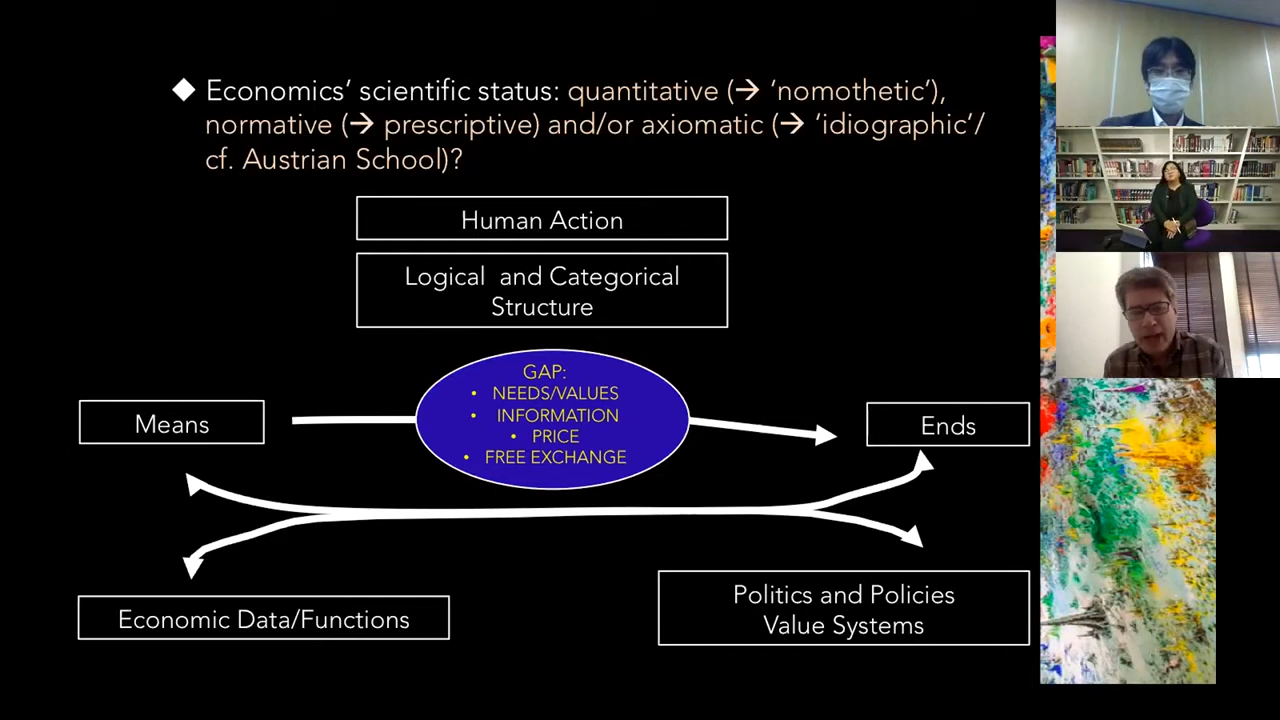 ◆ Economics’ scientific status: quantitative (→ ‘nomothetic’),
normative (→ prescriptive) and/or axiomatic (→ ‘idiographic’/
cf. Austrian School)?
Human Action
Logical and Categorical
Structure
GAP:
• NEEDS/VALUES
• INFORMATION
• PRICE
• FREE EXCHANGE
Means
Ends
Economic Data/Functions
Politics and Policies
Value Systems